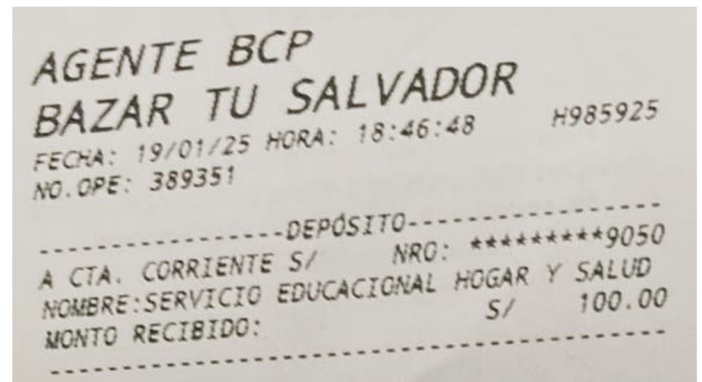 AGENTE BCP
BAZAR TU SALVADOR
FECHA: 19/01/25 HORA: 18:46:48 H985925
NO.OPE: 389351
----------------DEPÓSITO----------------
A CTA. CORRIENTE S/ NRO: *********9050
NOMBRE:SERVICIO EDUCACIONAL HOGAR Y SALUD
MONTO RECIBIDO: S/ 100.00
----------------------------------------